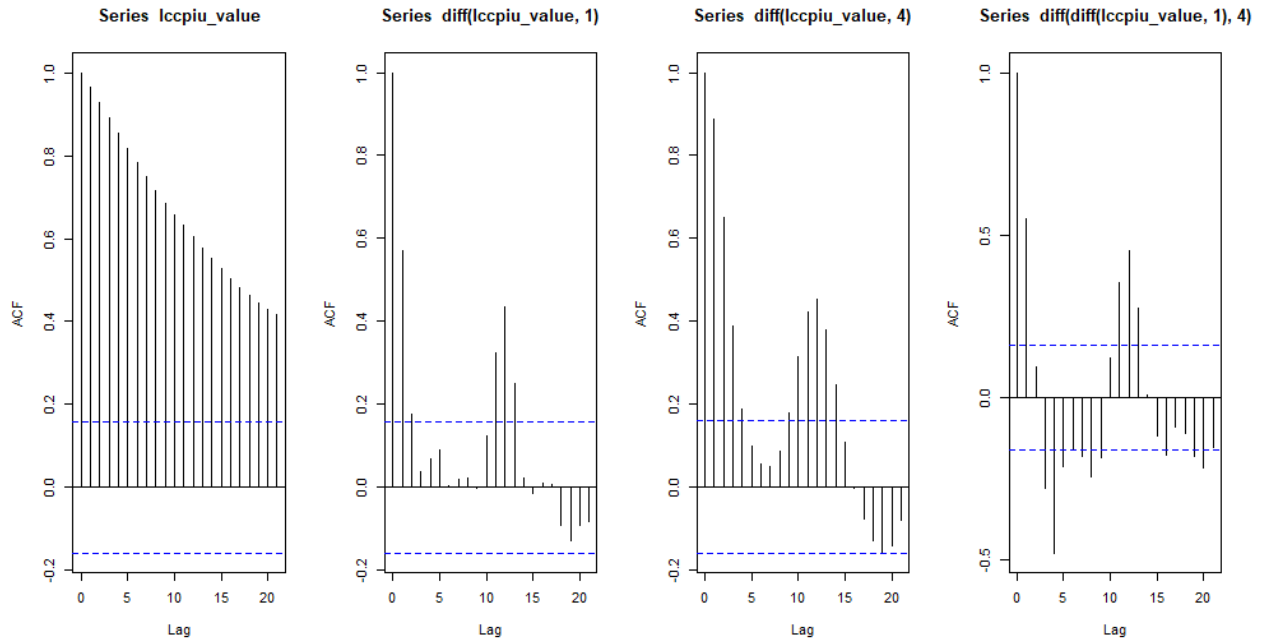 Series lccpiu_value
Series diff(lccpiu_value, 1)
Series diff(lccpiu_value, 4)
Series diff(diff(lccpiu_value, 1), 4)
ACF
1.0
0.8
0.6
0.4
0.2
0.0
-0.2
0 5 10 15 20
Lag
ACF
1.0
0.8
0.6
0.4
0.2
0.0
-0.2
0 5 10 15 20
Lag
ACF
1.0
0.8
0.6
0.4
0.2
0.0
-0.2
0 5 10 15 20
Lag
ACF
1.0
0.5
0.0
-0.5
0 5 10 15 20
Lag